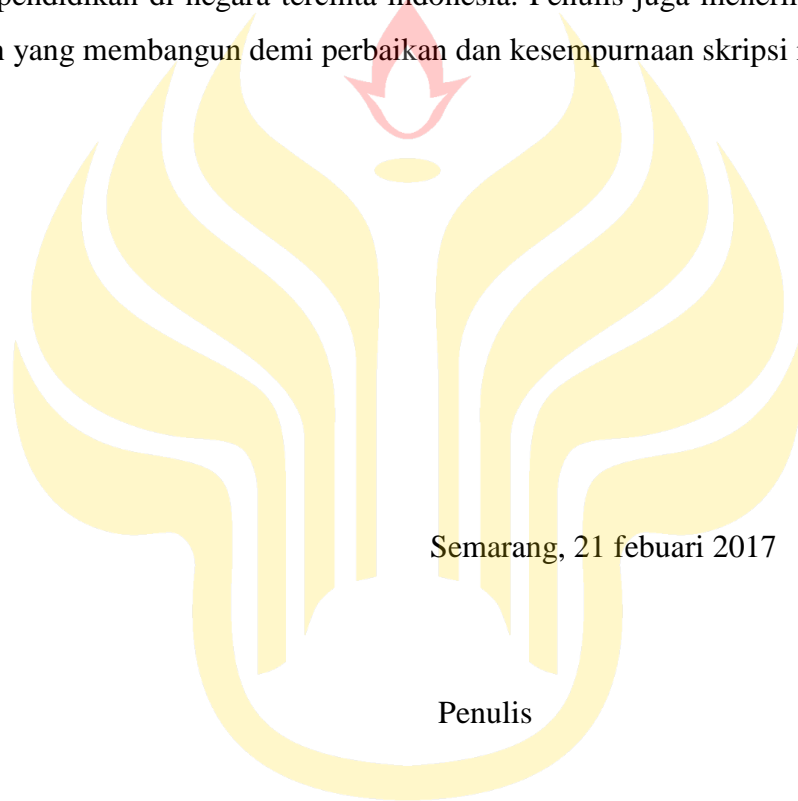 pendidikan di negara tercinta indonesia. Penulis juga
yang membangun demi perbaikan dan kesempurnaan skripsi
Semarang, 21 febuari 2017
Penulis